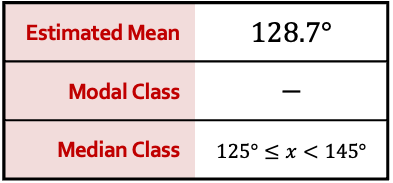 Estimated Mean 128.7°
Modal Class –
Median Class 125° ≤ x < 145°